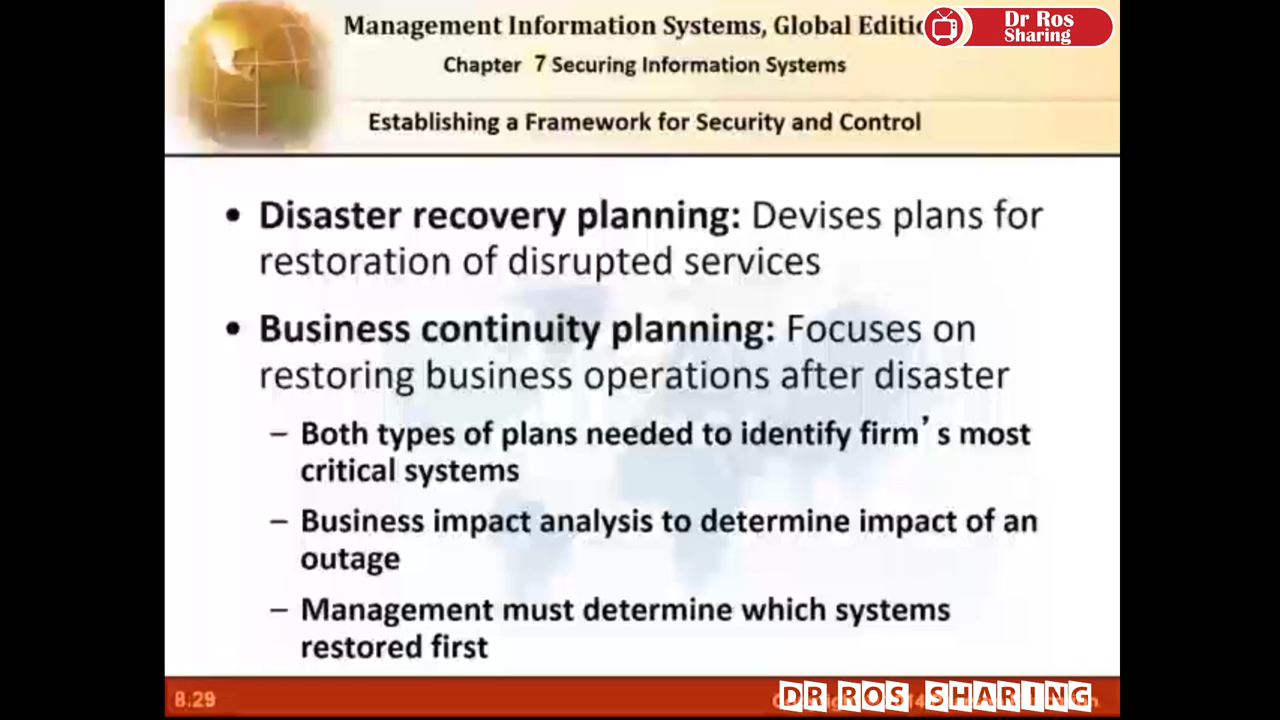 Management Information Systems, Global
Dr Ros
Sharing
Chapter 7 Securing Information Systems
Establishing a Framework for Security and Control
• Disaster recovery planning: Devises plans for
restoration of disrupted services
• Business continuity planning: Focuses on
restoring business operations after disaster
– Both types of plans needed to identify firm’s most
critical systems
– Business impact analysis to determine impact of an
outage
– Management must determine which systems
restored first
8.29
DR ROS SHARING